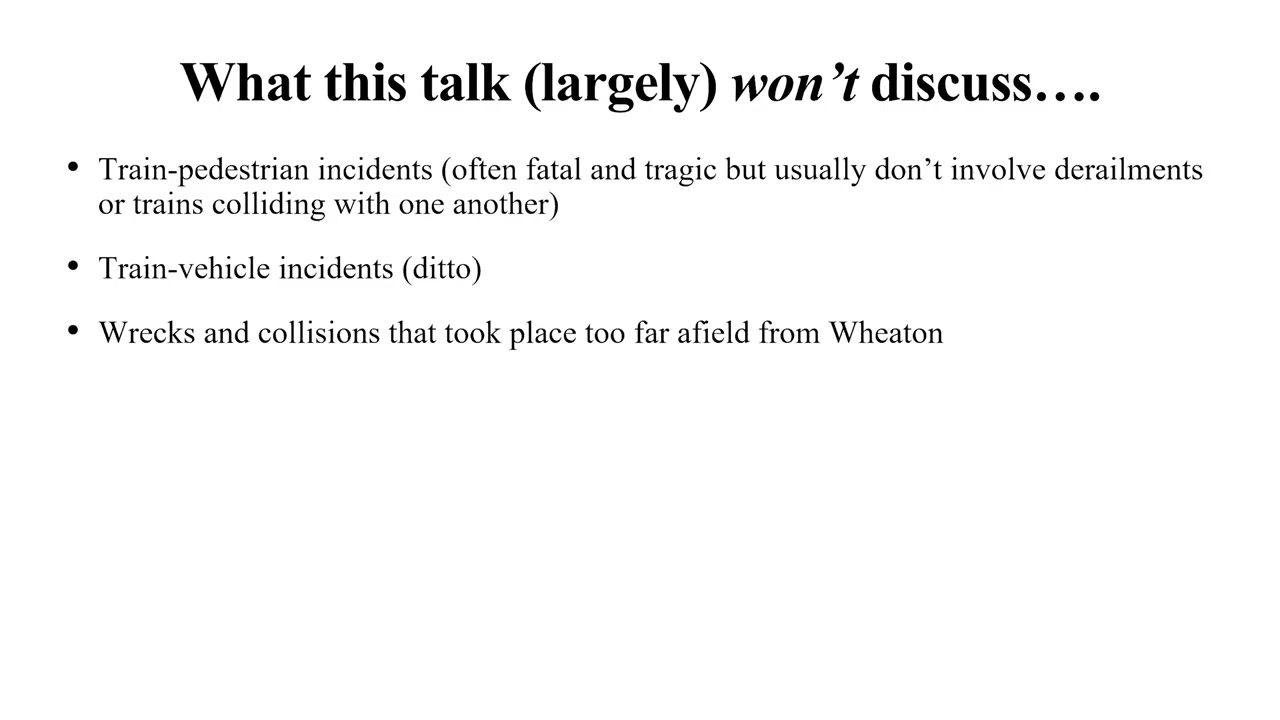 What this talk (largely) won’t discuss….
• Train-pedestrian incidents (often fatal and tragic but usually don’t involve derailments
or trains colliding with one another)
• Train-vehicle incidents (ditto)
• Wrecks and collisions that took place too far afield from Wheaton